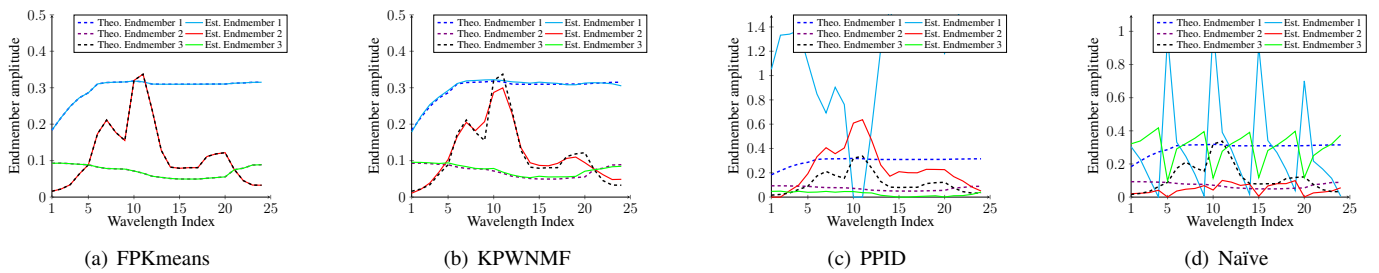 Theo. Endmember 1 Est. Endmember 1
Theo. Endmember 2 Est. Endmember 2
Theo. Endmember 3 Est. Endmember 3
Endmember amplitude
0.5
0.4
0.3
0.2
0.1
0
1 5 10 15 20 25
Wavelength Index
(a) FPKmeans
Theo. Endmember 1 Est. Endmember 1
Theo. Endmember 2 Est. Endmember 2
Theo. Endmember 3 Est. Endmember 3
Endmember amplitude
0.5
0.4
0.3
0.2
0.1
0
1 5 10 15 20 25
Wavelength Index
(b) KPWNMF
Theo. Endmember 1 Est. Endmember 1
Theo. Endmember 2 Est. Endmember 2
Theo. Endmember 3 Est. Endmember 3
Endmember amplitude
1.4
1.2
1
0.8
0.6
0.4
0.2
0
1 5 10 15 20 25
Wavelength Index
(c) PPID
Theo. Endmember 1 Est. Endmember 1
Theo. Endmember 2 Est. Endmember 2
Theo. Endmember 3 Est. Endmember 3
Endmember amplitude
1
0.8
0.6
0.4
0.2
0
1 5 10 15 20 25
Wavelength Index
(d) Naïve